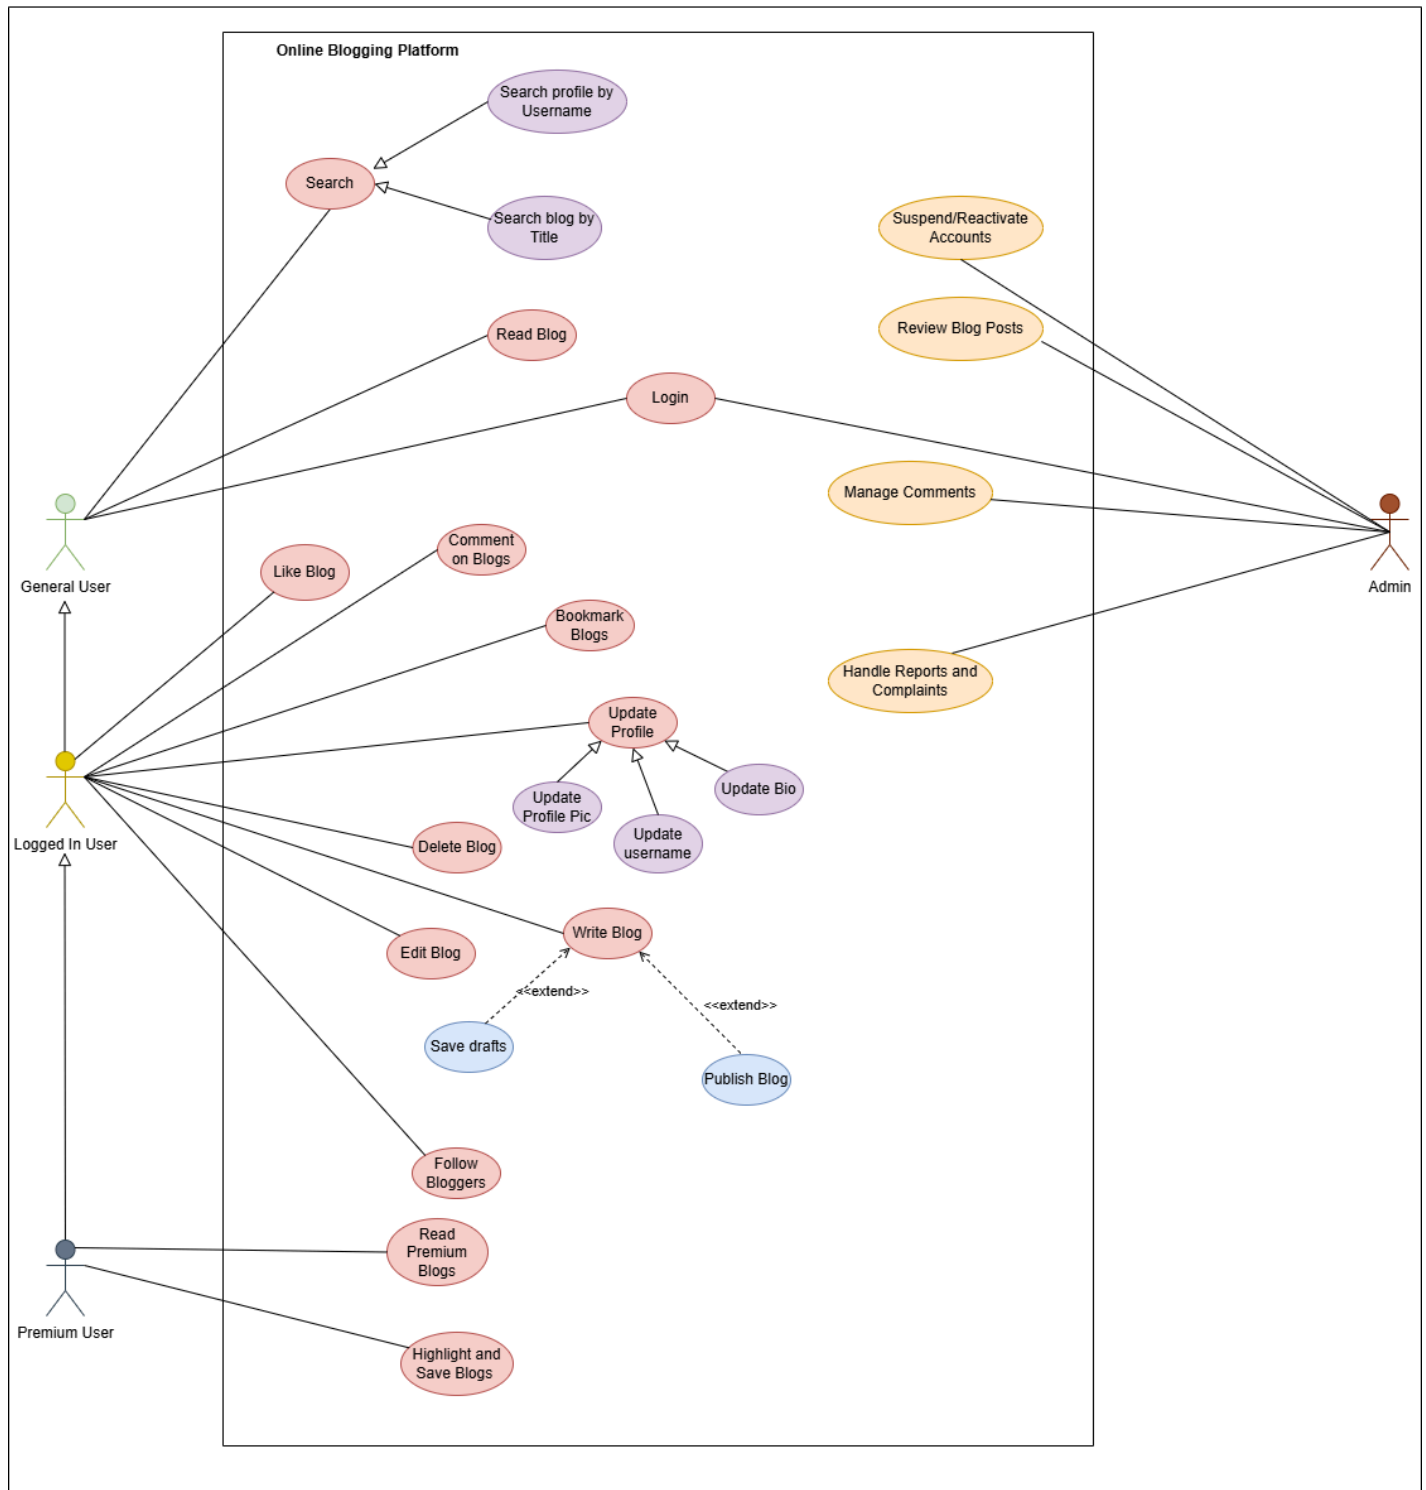 Online Blogging Platform
Search profile by
Username
Search
Search blog by
Title
Suspend/Reactivate
Accounts
Read Blog
Review Blog Posts
Login
Manage Comments
General User
Admin
Comment
on Blogs
Like Blog
Bookmark
Blogs
Handle Reports and
Complaints
Update
Profile
Update Bio
Update
Profile Pic
Update
username
Logged In User
Delete Blog
Write Blog
Edit Blog
<<extend>>
<<extend>>
Save drafts
Publish Blog
Follow
Bloggers
Read
Premium
Blogs
Premium User
Highlight and
Save Blogs